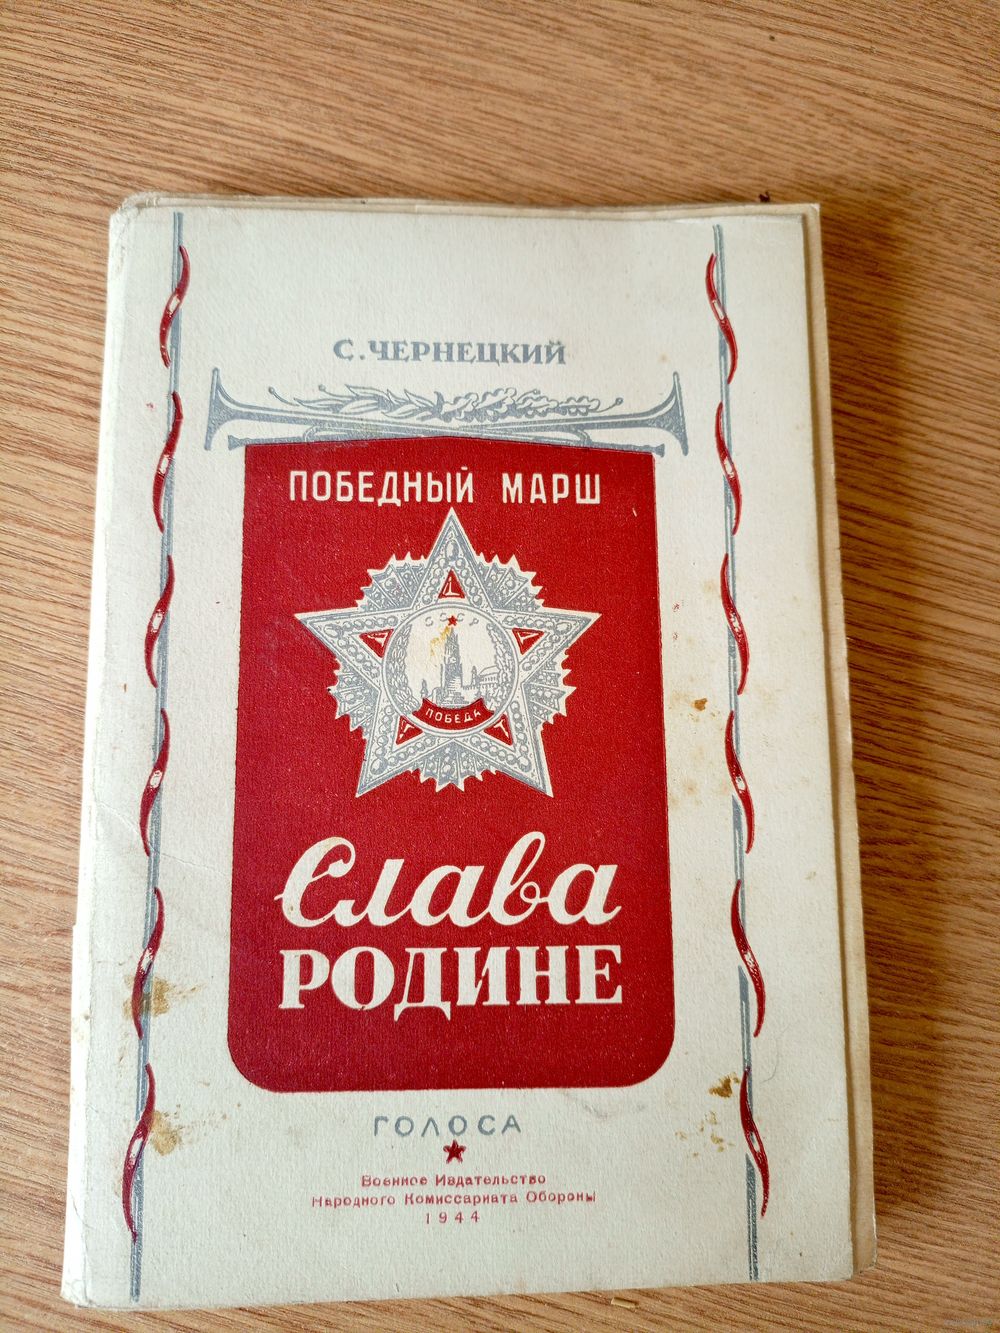 С. ЧЕРНЕЦКИЙ
ПОБЕДНЫЙ МАРШ
СССР
ПОБЕДА
Слава
РОДИНЕ
ГОЛОСА
Военное Издательство
Народного Комиссариата Обороны
1944